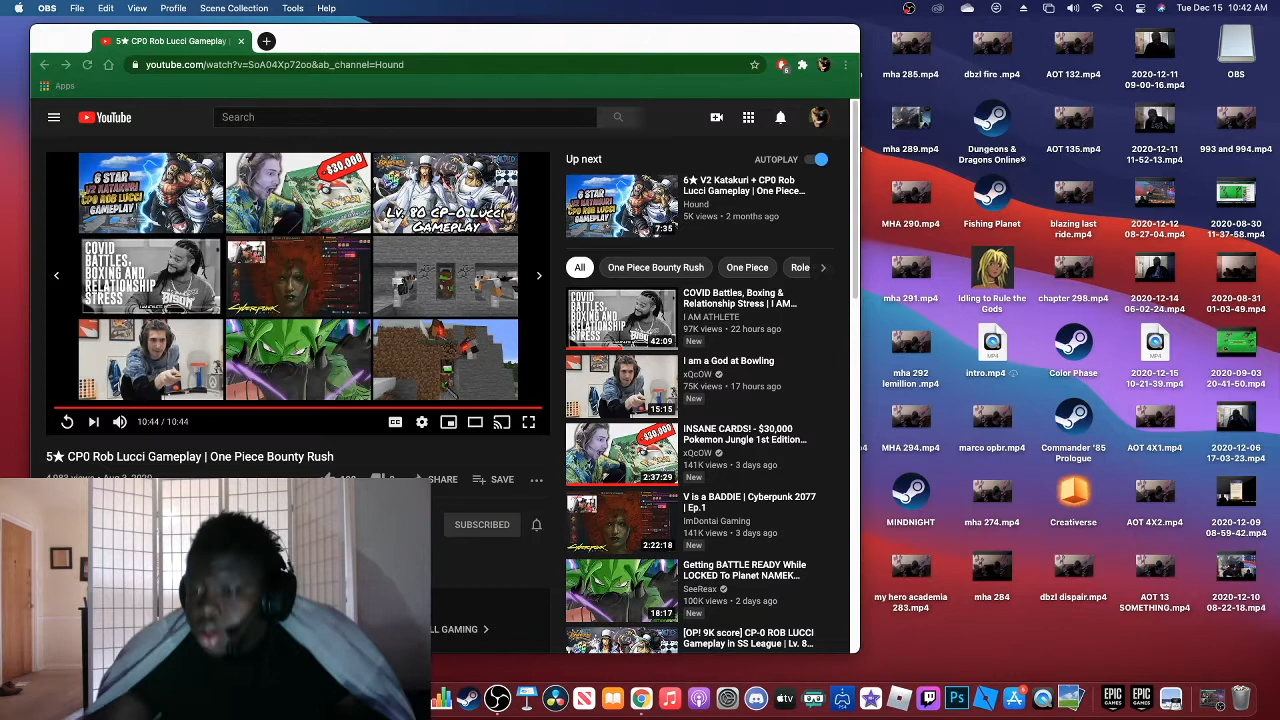 OBS File Edit View Profile Scene Collection Tools Help
Tue Dec 15 10:42 AM
5★ CP0 Rob Lucci Gameplay |
youtube.com/watch?v=SoA04Xp72oo&ab_channel=Hound
Apps
YouTube
Search
6 STAR
V2 KATAKURI
CP0 ROB LUCCI
GAMEPLAY
$30,000
Lv. 80 CP-0 LUCCI
GAMEPLAY
COVID
BATTLES,
BOXING AND
RELATIONSHIP
STRESS
CYBERPUNK
10:44 / 10:44
5★ CP0 Rob Lucci Gameplay | One Piece Bounty Rush
SHARE
SAVE
SUBSCRIBED
GAMING
Up next
AUTOPLAY
6★ V2 Katakuri + CP0 Rob
Lucci Gameplay | One Piece...
Hound
5K views • 2 months ago
7:35
All
One Piece Bounty Rush
One Piece
Role
COVID Battles, Boxing &
Relationship Stress | I AM...
I AM ATHLETE
97K views • 22 hours ago
42:09
I am a God at Bowling
xQcOW
75K views • 17 hours ago
New
15:15
INSANE CARDS! - $30,000
Pokemon Jungle 1st Edition...
xQcOW
141K views • 3 days ago
New
2:37:29
V is a BADDIE | Cyberpunk 2077
| Ep.1
ImDontai Gaming
141K views • 3 days ago
New
2:22:18
Getting BATTLE READY While
LOCKED To Planet NAMEK...
SeeReax
100K views • 2 days ago
New
18:17
[OP! 9K score] CP-0 ROB LUCCI
Gameplay in SS League | Lv. 8...
mha 285.mp4
dbzl fire .mp4
AOT 132.mp4
2020-12-11
09-00-16.mp4
OBS
mha 289.mp4
Dungeons &
Dragons Online®
AOT 135.mp4
2020-12-11
11-52-13.mp4
993 and 994.mp4
MHA 290.mp4
Fishing Planet
blazing last
ride.mp4
2020-12-12
08-27-04.mp4
2020-08-30
11-37-58.mp4
mha 291.mp4
Idling to Rule the
Gods
chapter 298.mp4
2020-12-14
06-02-24.mp4
2020-08-31
01-03-49.mp4
mha 292
lemillion .mp4
MP4
intro.mp4
Color Phase
MP4
2020-12-15
10-21-39.mp4
2020-09-03
20-41-50.mp4
MHA 294.mp4
marco opbr.mp4
Commander '85
Prologue
AOT 4X1.mp4
2020-12-06
17-03-23.mp4
MINDNIGHT
mha 274.mp4
Creativerse
AOT 4X2.mp4
2020-12-09
08-59-42.mp4
my hero academia
283.mp4
mha 284
dbzl dispair.mp4
AOT 13
SOMETHING.mp4
2020-12-10
08-22-18.mp4
tv
Ps
EPIC
GAMES
EPIC
GAMES